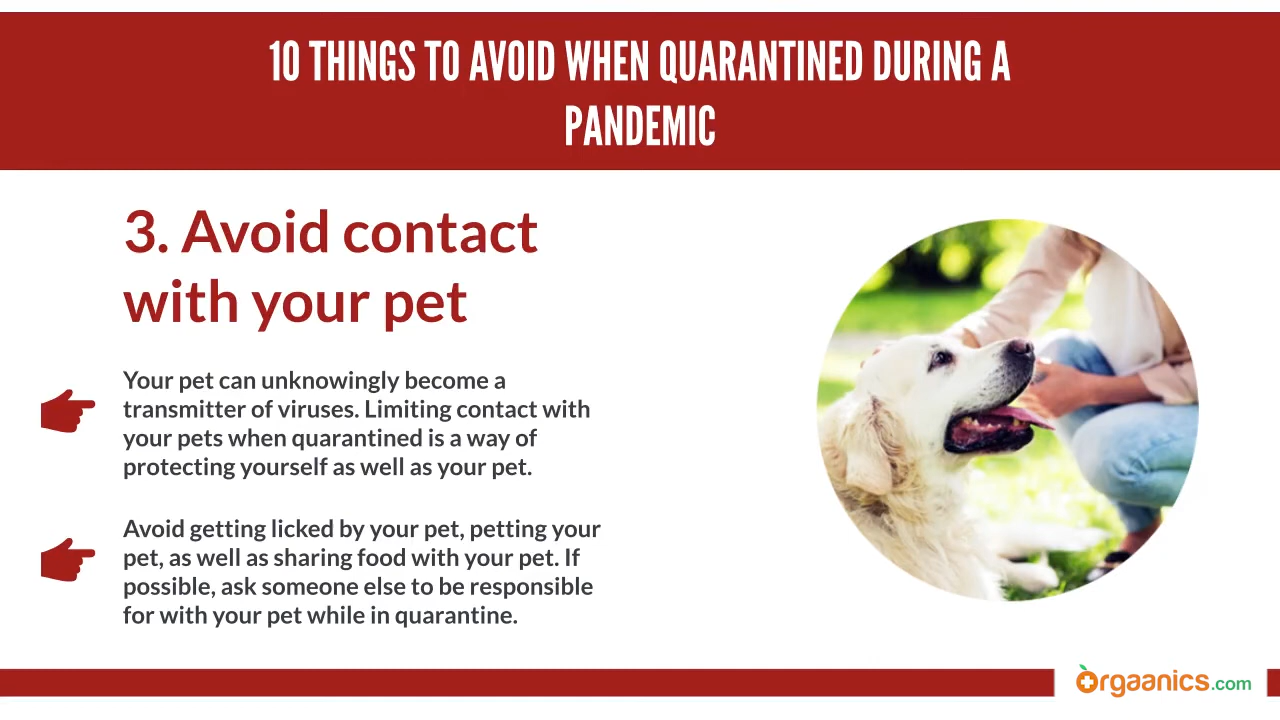 10 THINGS TO AVOID WHEN QUARANTINED DURING A
PANDEMIC
3. Avoid contact
with your pet
Your pet can unknowingly become a
transmitter of viruses. Limiting contact with
your pets when quarantined is a way of
protecting yourself as well as your pet.
Avoid getting licked by your pet, petting your
pet, as well as sharing food with your pet. If
possible, ask someone else to be responsible
for with your pet while in quarantine.
Orgaanics.com